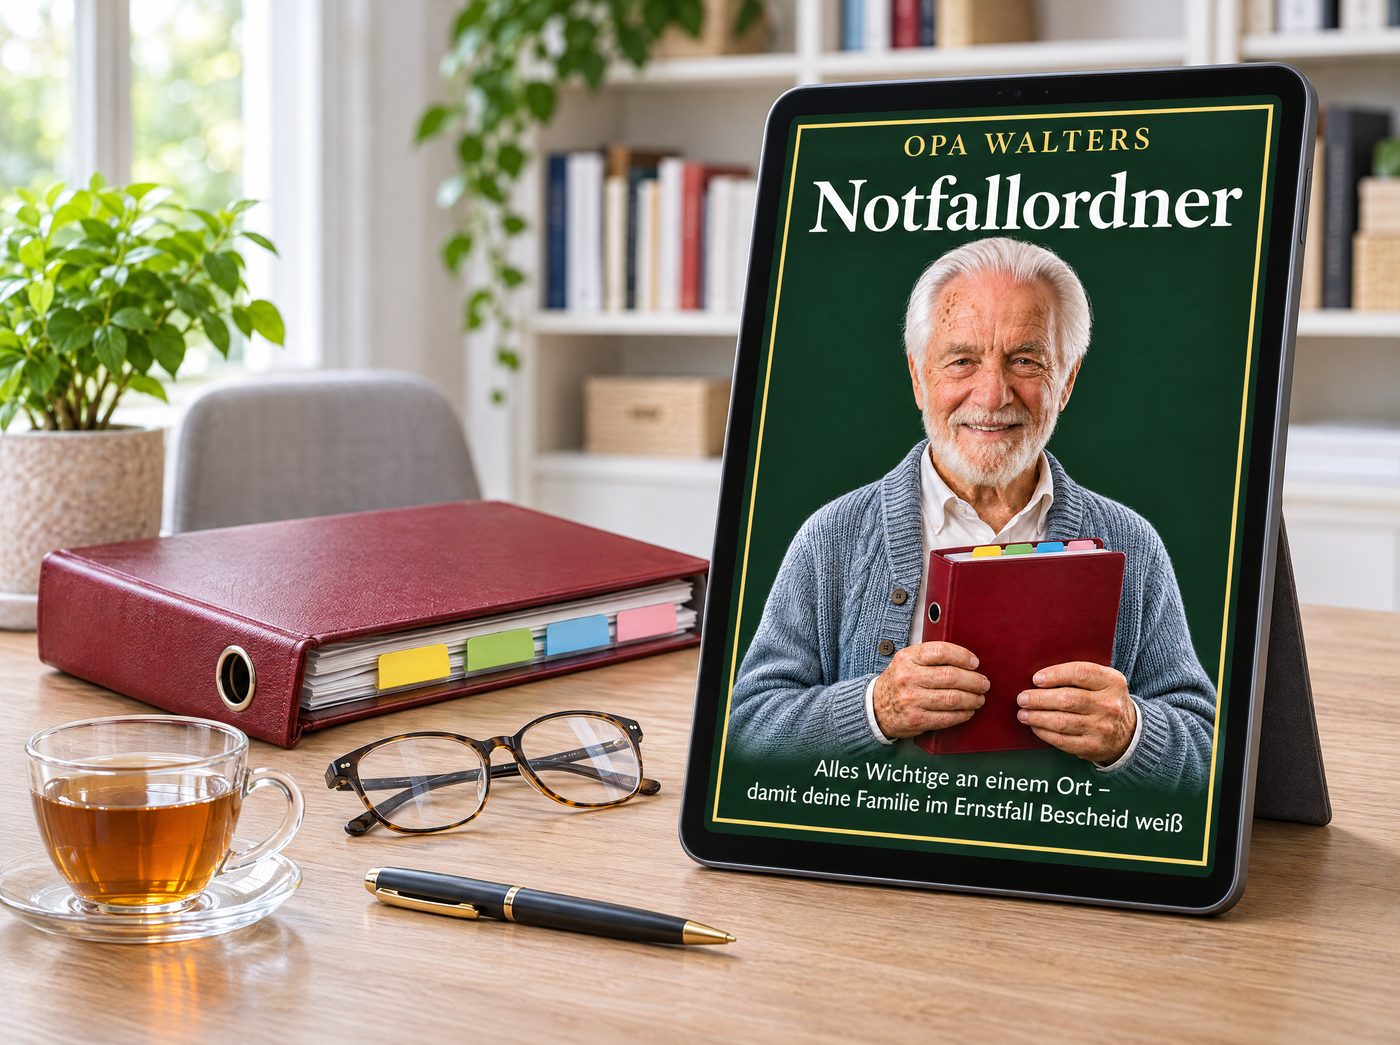 OPA WALTERS
Notfallordner
Alles Wichtige an einem Ort –
damit deine Familie im Ernstfall Bescheid weiß